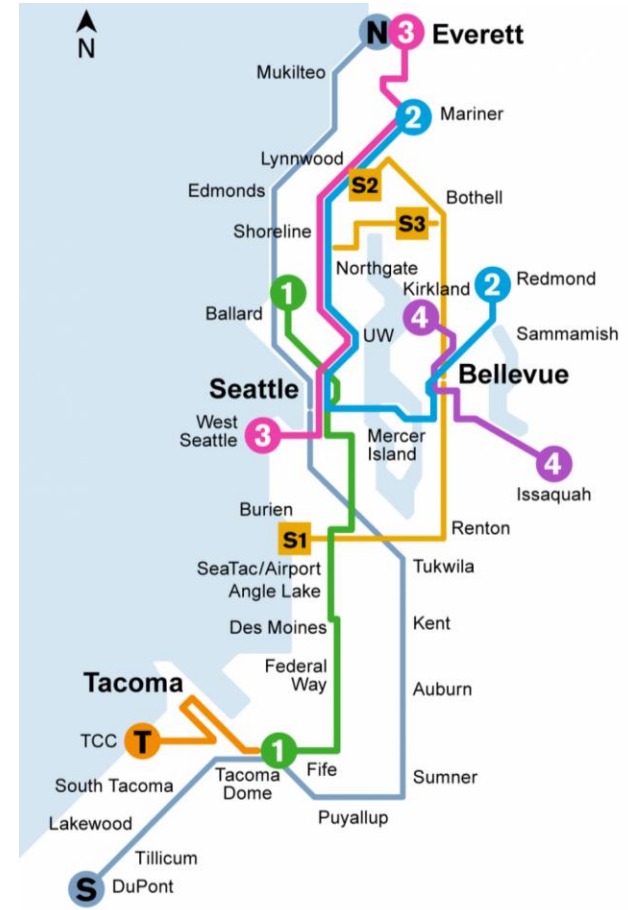 N
N
3
Everett
Mukilteo
2
Mariner
Lynnwood
S2
Edmonds
Bothell
Shoreline
S3
Northgate
Kirkland
2
Redmond
1
Ballard
4
UW
Sammamish
Seattle
Bellevue
West
Seattle
3
Mercer
Island
4
Issaquah
Burien
S1
Renton
SeaTac/Airport
Angle Lake
Tukwila
Des Moines
Kent
Federal
Way
Tacoma
Auburn
TCC
T
1
Fife
Tacoma
Dome
South Tacoma
Sumner
Lakewood
Puyallup
Tillicum
S
DuPont